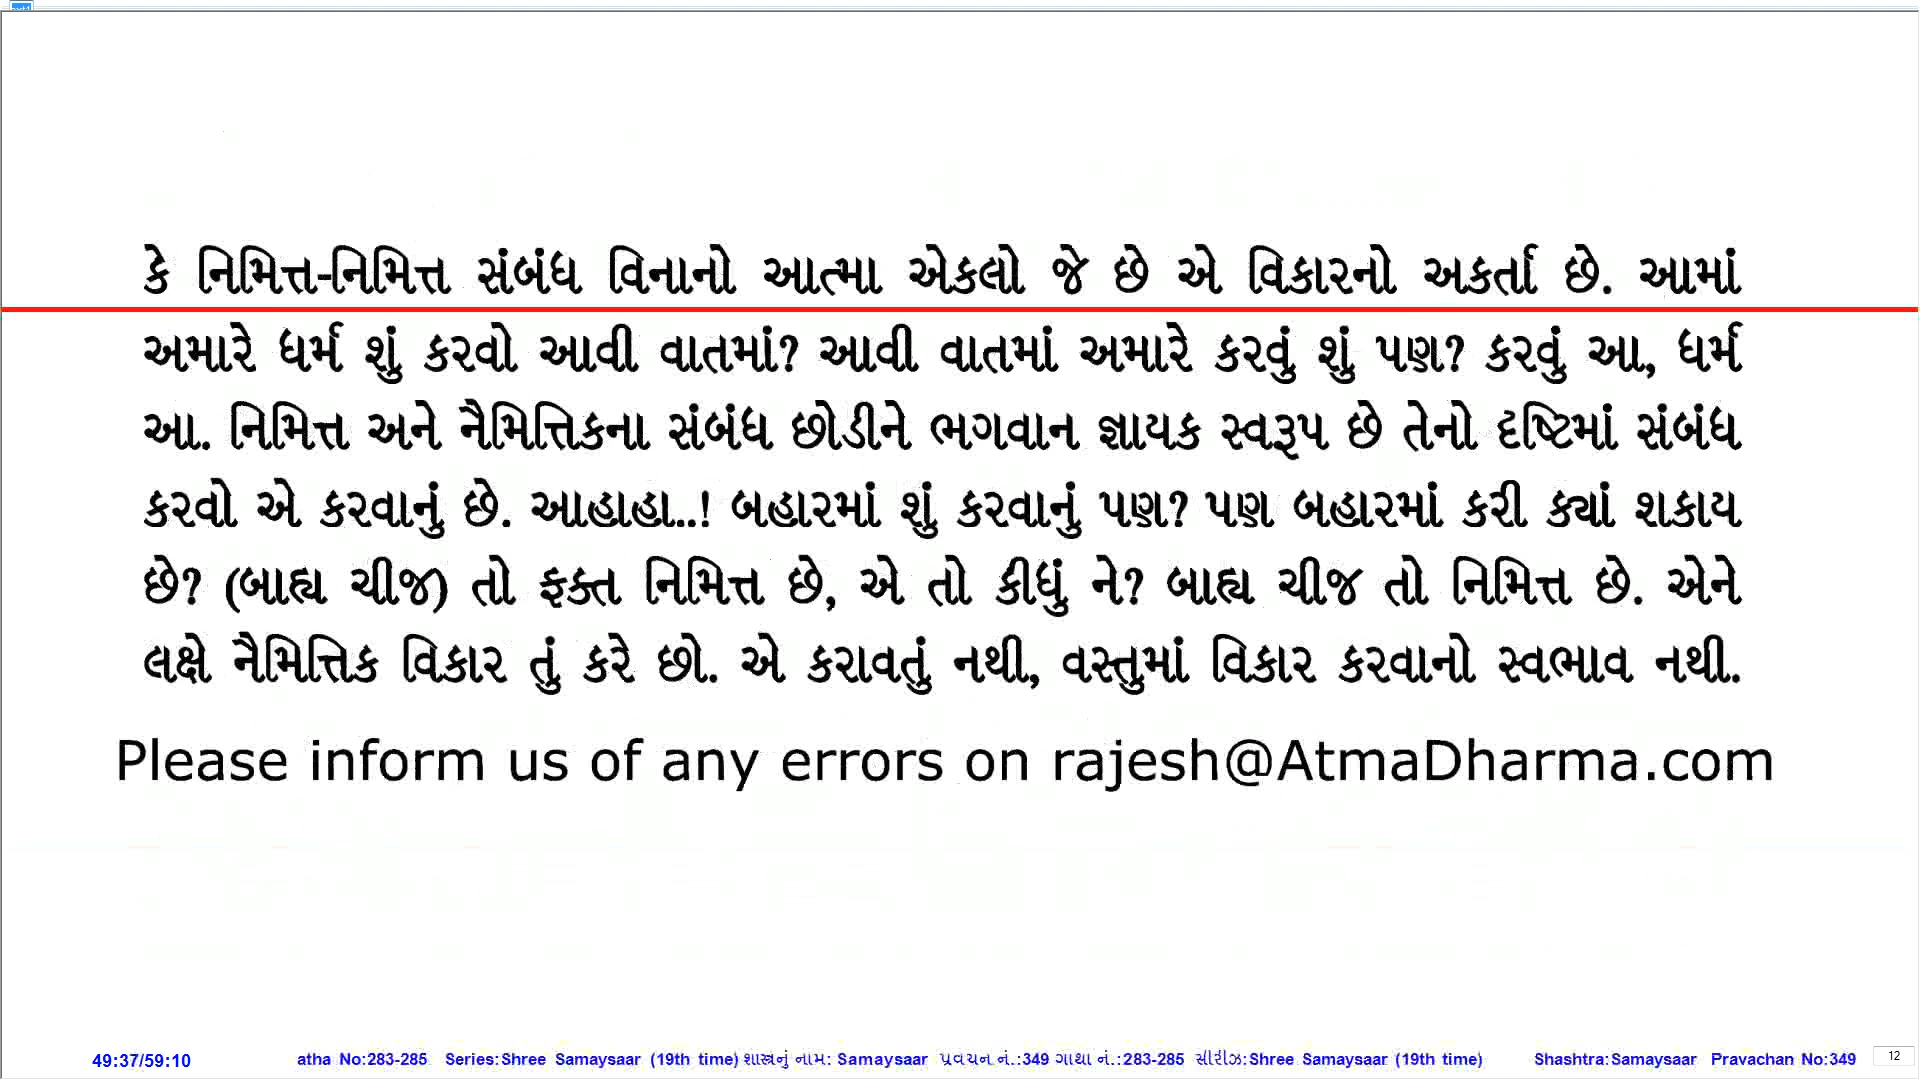 કે નિમિત્ત-નિમિત્ત સંબંધ વિનાનો આત્મા એકલો જે છે એ વિકારનો અકર્તા છે. આમાં
અમારે ધર્મ શું કરવો આવી વાતમાં? આવી વાતમાં અમારે કરવું શું પણ? કરવું આ, ધર્મ
આ. નિમિત્ત અને નૈમિત્તિકના સંબંધ છોડીને ભગવાન જ્ઞાયક સ્વરૂપ છે તેનો દૃષ્ટિમાં સંબંધ
કરવો એ કરવાનું છે. આહાહા..! બહારમાં શું કરવાનું પણ? પણ બહારમાં કરી ક્યાં શકાય
છે? (બાહ્ય ચીજ) તો ફક્ત નિમિત્ત છે, એ તો કીધું ને? બાહ્ય ચીજ તો નિમિત્ત છે. એને
લક્ષે નૈમિત્તિક વિકાર તું કરે છો. એ કરાવતું નથી, વસ્તુમાં વિકાર કરવાનો સ્વભાવ નથી.
Please inform us of any errors on rajesh@AtmaDharma.com
49:37/59:10 atha No:283-285 Series:Shree Samaysaar (19th time) શાસ્ત્રનું નામ: Samaysaar પ્રવચન નં.:349 ગાથા નં.:283-285 સીરીઝ:Shree Samaysaar (19th time) Shashtra:Samaysaar Pravachan No:349 12